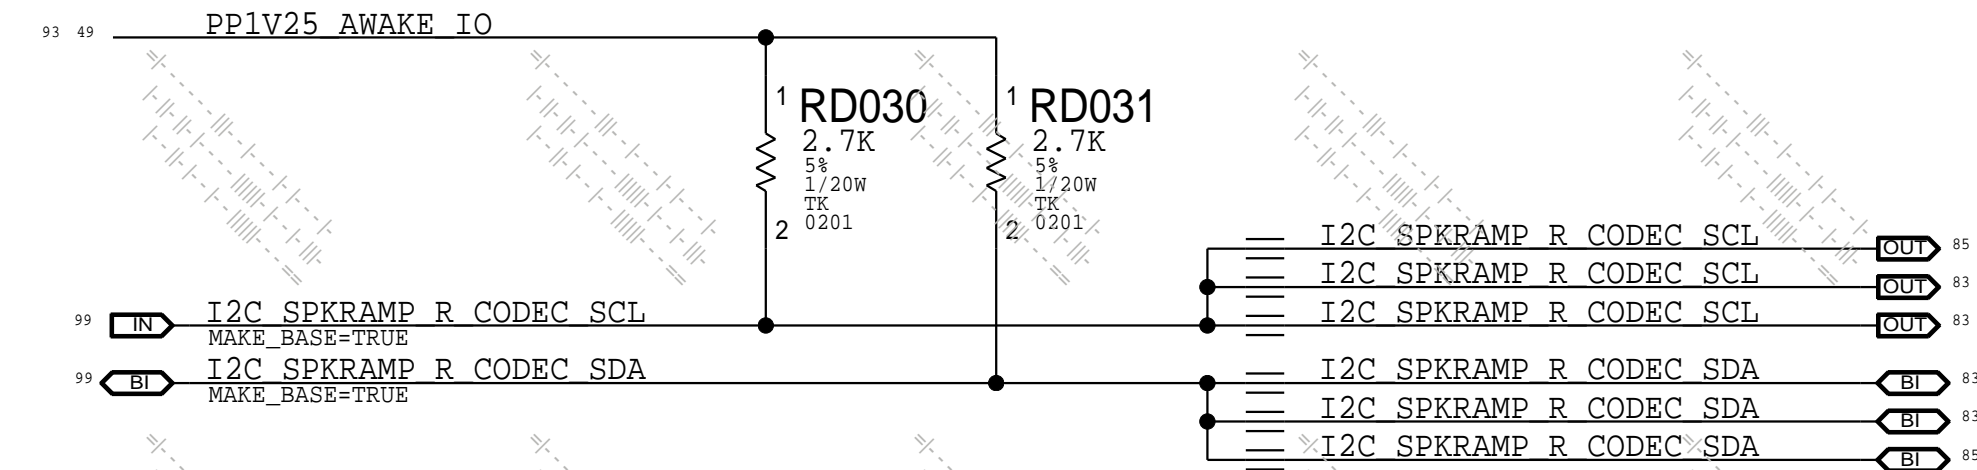 93 49 PP1V25_AWAKE_IO
1 RD030
2.7K
5%
1/20W
TK
0201
2
1 RD031
2.7K
5%
1/20W
TK
0201
2
I2C_SPKRAMP_R_CODEC_SCL OUT 85
I2C_SPKRAMP_R_CODEC_SCL OUT 83
99 IN I2C_SPKRAMP_R_CODEC_SCL I2C_SPKRAMP_R_CODEC_SCL OUT 83
MAKE_BASE=TRUE
99 BI I2C_SPKRAMP_R_CODEC_SDA I2C_SPKRAMP_R_CODEC_SDA BI 83
MAKE_BASE=TRUE
I2C_SPKRAMP_R_CODEC_SDA BI 83
I2C_SPKRAMP_R_CODEC_SDA BI 85